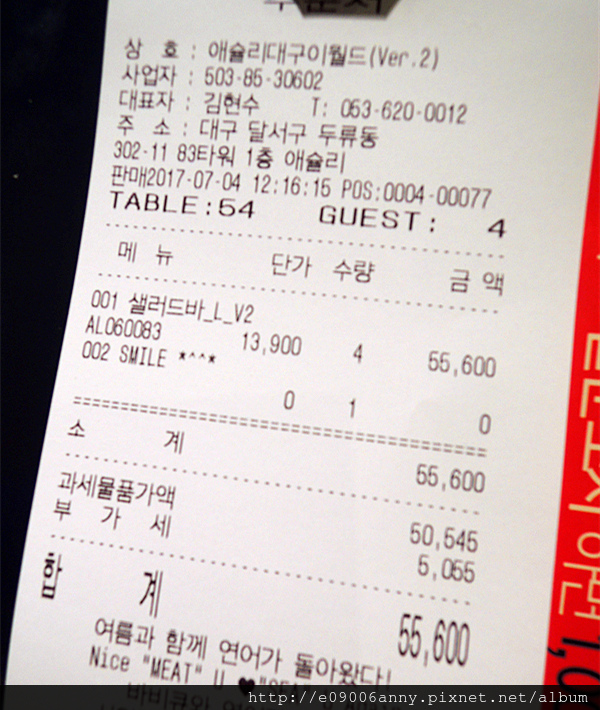 상 호 : 애슐리대구이월드(Ver.2)
사업자 : 503-85-30602
대표자 : 김현수 T: 053-620-0012
주 소 : 대구 달서구 두류동
302-11 83타워 1층 애슐리
판매2017-07-04 12:16:15 POS:0004-00077
TABLE:54 GUEST: 4
메 뉴 단가 수량 금 액
001 샐러드바_L_V2
AL060083 13,900 4 55,600
002 SMILE *^^*
0 1 0
소 계 55,600
과세물품가액 50,545
부 가 세 5,055
합 계 55,600
여름과 함께 연어가 돌아왔다!
Nice "MEAT" U
http://e09006anny.pixnet.net/album